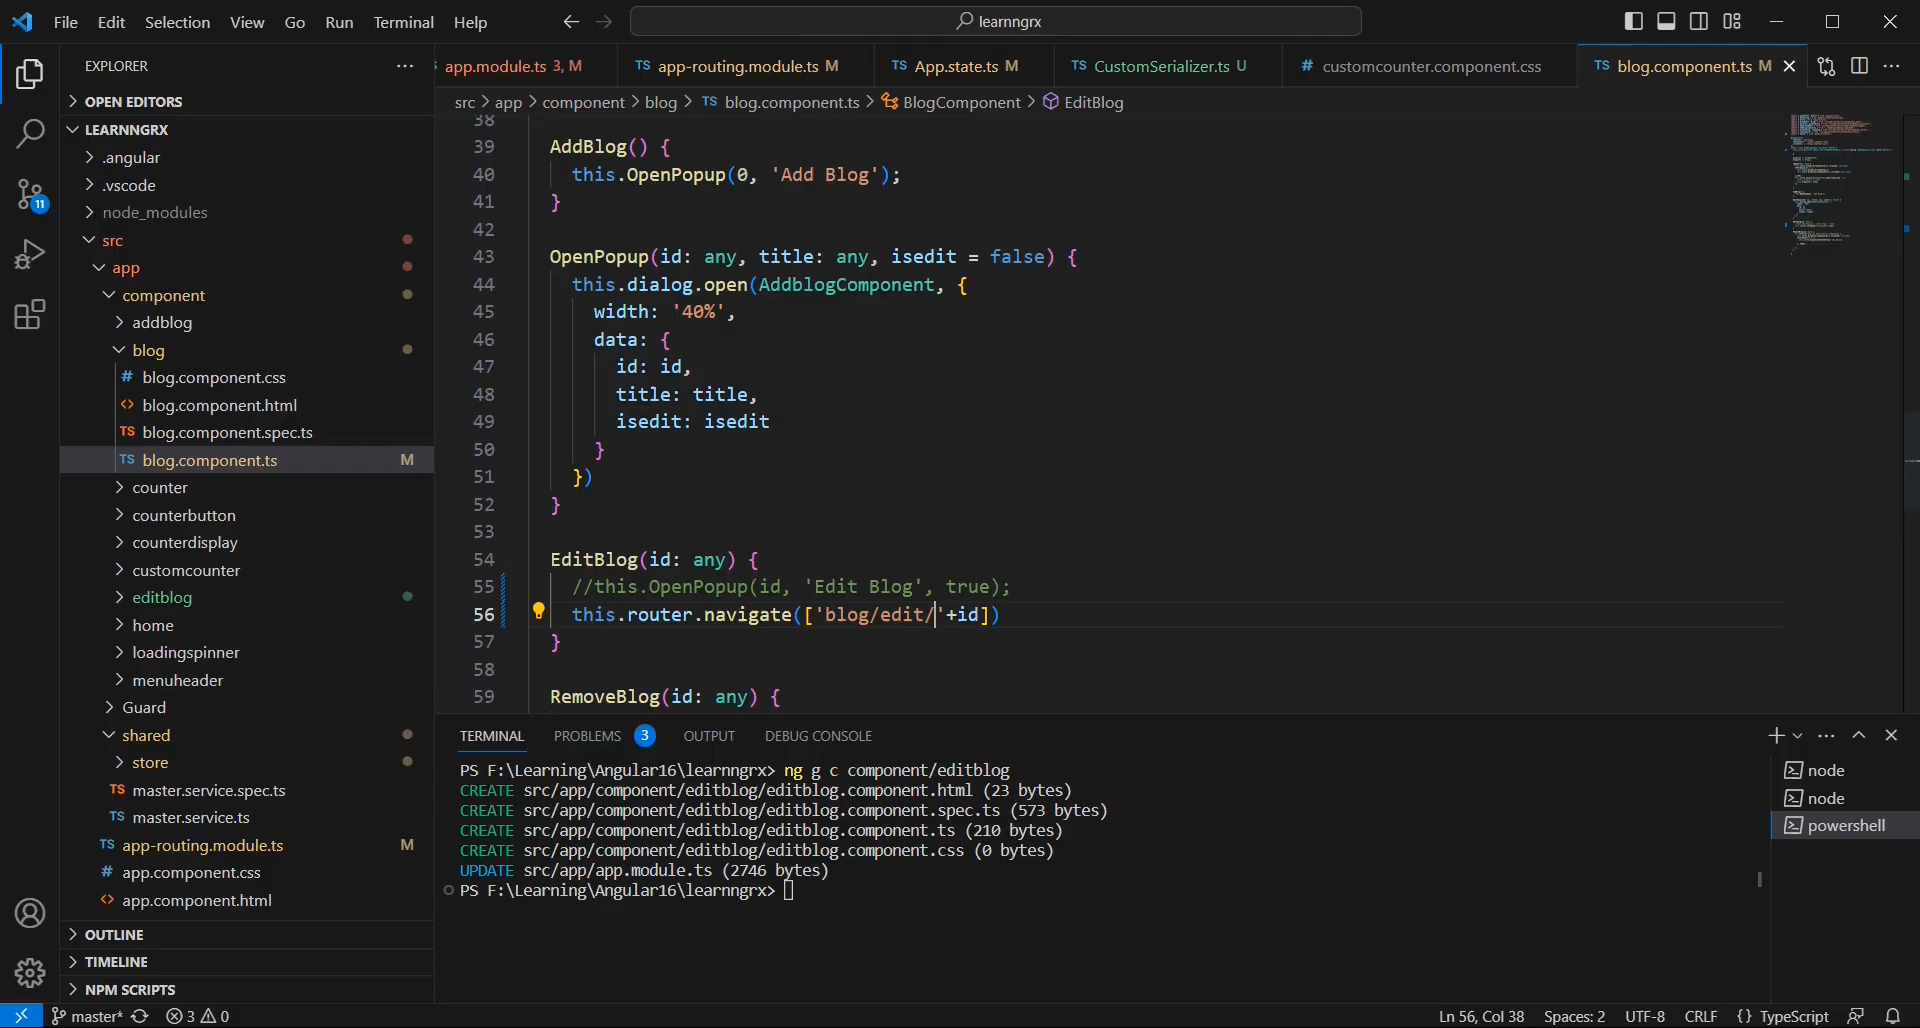 File Edit Selection View Go Run Terminal Help
learnngrx
EXPLORER
OPEN EDITORS
LEARNNGRX
.angular
.vscode
node_modules
src
app
component
addblog
blog
# blog.component.css
<> blog.component.html
TS blog.component.spec.ts
TS blog.component.ts M
counter
counterbutton
counterdisplay
customcounter
editblog
home
loadingspinner
menuheader
Guard
shared
store
TS master.service.spec.ts
TS master.service.ts
TS app-routing.module.ts M
# app.component.css
<> app.component.html
OUTLINE
TIMELINE
NPM SCRIPTS
11
app.module.ts 3, M
TS app-routing.module.ts M
TS App.state.ts M
TS CustomSerializer.ts U
# customcounter.component.css
TS blog.component.ts M
src > app > component > blog > TS blog.component.ts > BlogComponent > EditBlog
38
39 AddBlog() {
40 this.OpenPopup(0, 'Add Blog');
41 }
42
43 OpenPopup(id: any, title: any, isedit = false) {
44 this.dialog.open(AddblogComponent, {
45 width: '40%',
46 data: {
47 id: id,
48 title: title,
49 isedit: isedit
50 }
51 })
52 }
53
54 EditBlog(id: any) {
55 //this.OpenPopup(id, 'Edit Blog', true);
56 this.router.navigate(['blog/edit/'+id])
57 }
58
59 RemoveBlog(id: any) {
TERMINAL PROBLEMS 3 OUTPUT DEBUG CONSOLE
PS F:\Learning\Angular16\learnngrx> ng g c component/editblog
CREATE src/app/component/editblog/editblog.component.html (23 bytes)
CREATE src/app/component/editblog/editblog.component.spec.ts (573 bytes)
CREATE src/app/component/editblog/editblog.component.ts (210 bytes)
CREATE src/app/component/editblog/editblog.component.css (0 bytes)
UPDATE src/app/app.module.ts (2746 bytes)
PS F:\Learning\Angular16\learnngrx>
node
node
powershell
master* 3 0 Ln 56, Col 38 Spaces: 2 UTF-8 CRLF {} TypeScript